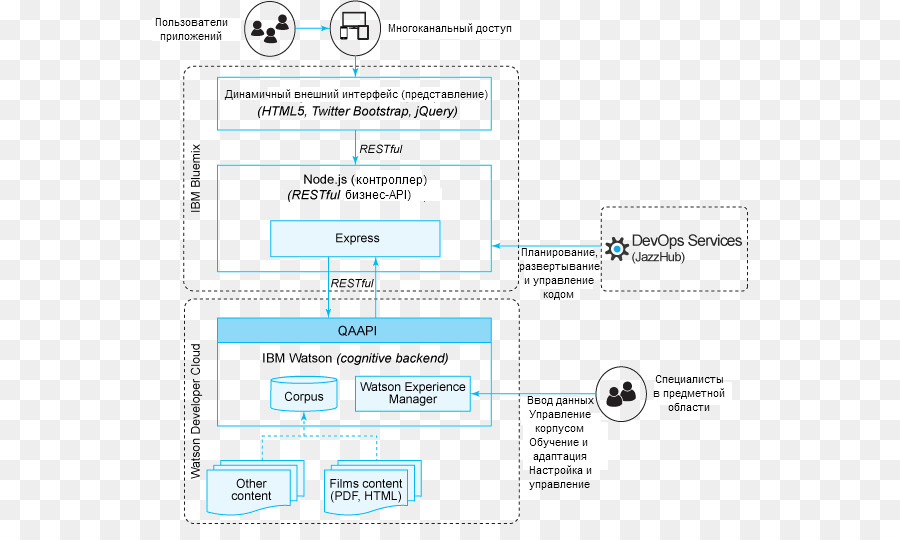 Пользователи
приложений
Многоканальный доступ
IBM Bluemix
Динамичный внешний интерфейс (представление)
(HTML5, Twitter Bootstrap, jQuery)
RESTful
Node.js (контроллер)
(RESTful бизнес-API)
Express
DevOps Services
(JazzHub)
Планирование,
развертывание
и управление
кодом
RESTful
Watson Developer Cloud
QAAPI
IBM Watson (cognitive backend)
Corpus
Watson Experience
Manager
Специалисты
в предметной
области
Ввод данных
Управление
корпусом
Обучение и
адаптация
Настройка и
управление
Other
content
Films content
(PDF, HTML)